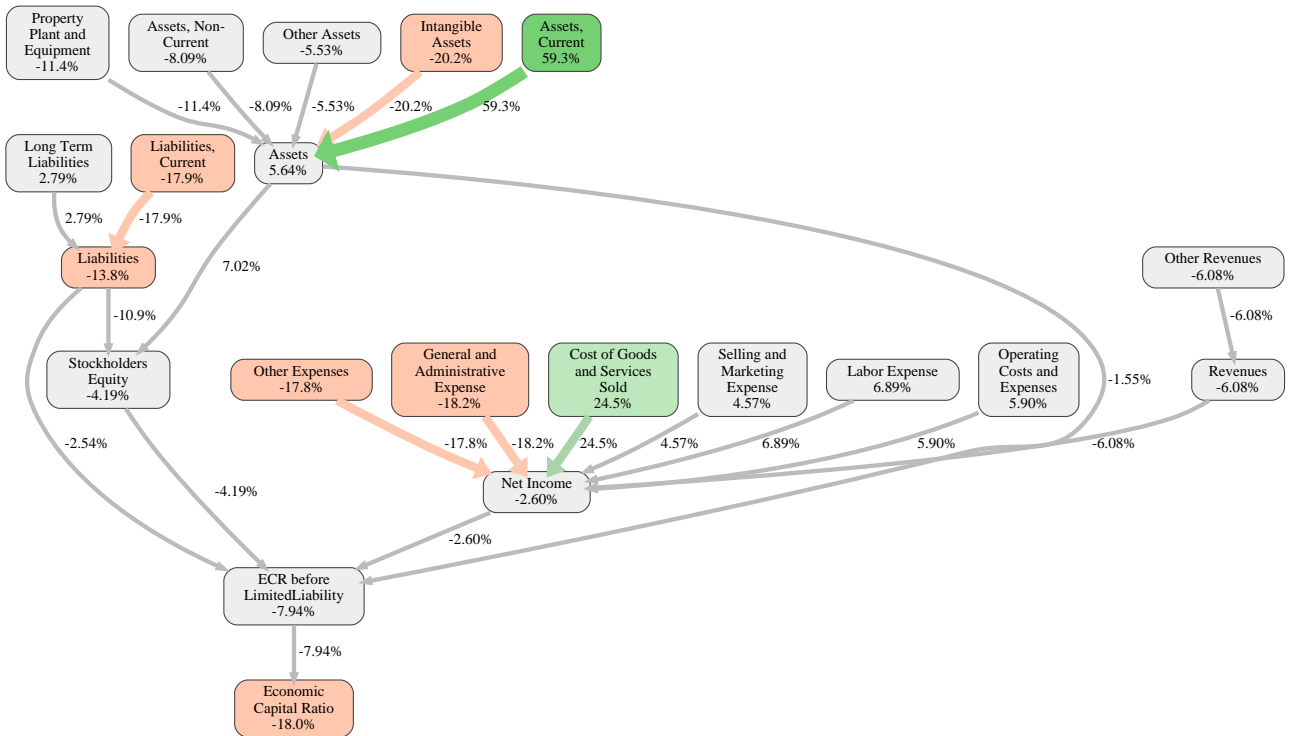 Property
Plant and
Equipment
-11.4%
Assets, Non-
Current
-8.09%
Other Assets
-5.53%
Intangible
Assets
-20.2%
Assets,
Current
59.3%
-11.4%
-8.09%
-5.53%
-20.2%
59.3%
Long Term
Liabilities
2.79%
Liabilities,
Current
-17.9%
Assets
5.64%
2.79%
-17.9%
Liabilities
-13.8%
7.02%
Other Revenues
-6.08%
-10.9%
-6.08%
Stockholders
Equity
-4.19%
Other Expenses
-17.8%
General and
Administrative
Expense
-18.2%
Cost of Goods
and Services
Sold
24.5%
Selling and
Marketing
Expense
4.57%
Labor Expense
6.89%
Operating
Costs and
Expenses
5.90%
-1.55%
Revenues
-6.08%
-2.54%
-17.8%
-18.2%
24.5%
4.57%
6.89%
5.90%
-6.08%
-4.19%
Net Income
-2.60%
-2.60%
ECR before
LimitedLiability
-7.94%
-7.94%
Economic
Capital Ratio
-18.0%